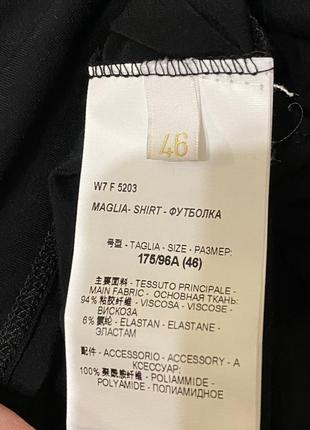 46
W7 F 5203
MAGLIA- SHIRT - ФУТБОЛКА
号型 - TAGLIA - SIZE - РАЗМЕР:
175/96A (46)
主要面料 - TESSUTO PRINCIPALE -
MAIN FABRIC - ОСНОВНАЯ ТКАНЬ:
94% 粘胶纤维 - VISCOSA - VISCOSE -
ВИСКОЗА
6% 氨纶 - ELASTAN - ELASTANE -
ЭЛАСТАМ
配件 - ACCESSORIO - ACCESSORY - А
КСЕССУАР:
100% 聚酰胺纤维 - POLIAMMIDE -
POLYAMIDE - ПОЛИАМИДНОЕ